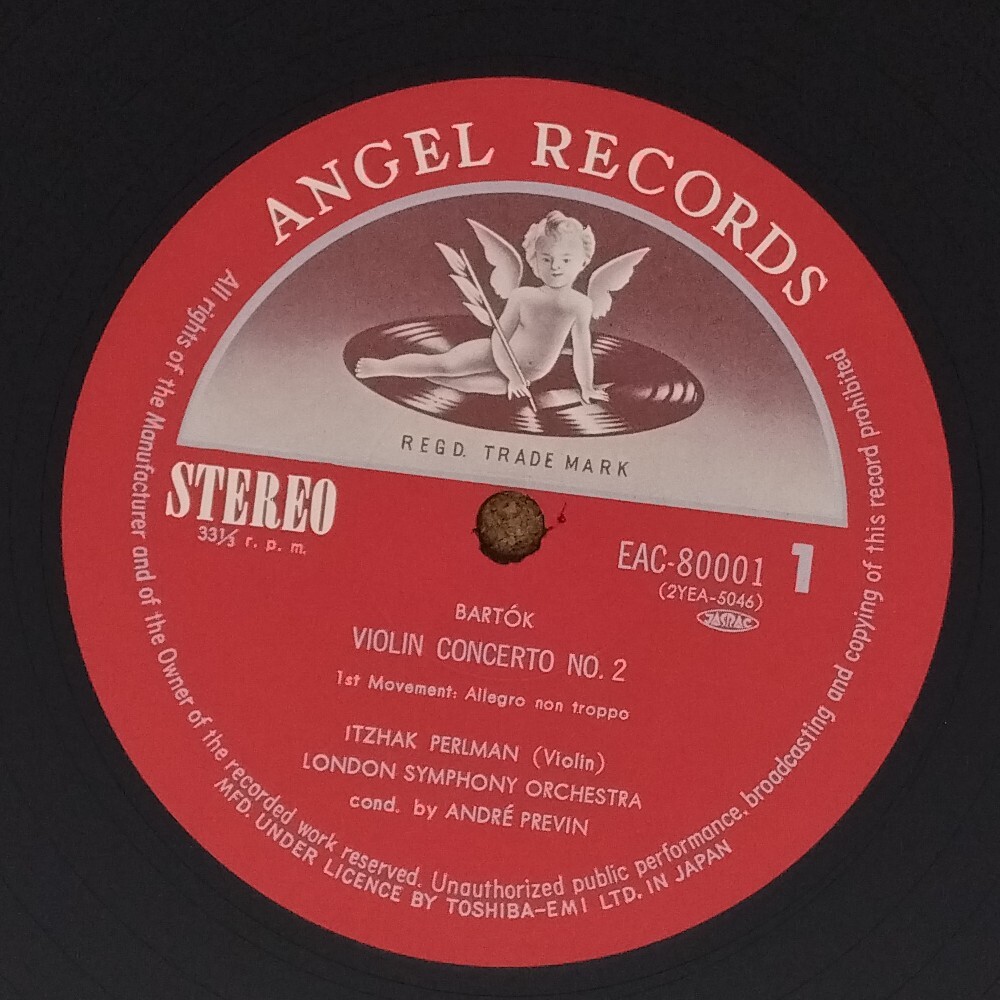 ANGEL RECORDS
REGD. TRADE MARK
STEREO
33⅓ r. p. m.
EAC-80001
1
(2YEA-5046)
JASRAC
BARTÓK
VIOLIN CONCERTO NO. 2
1st Movement: Allegro non troppo
ITZHAK PERLMAN (Violin)
LONDON SYMPHONY ORCHESTRA
cond. by ANDRÉ PREVIN
All rights of the Manufacturer and of the Owner of the recorded work reserved. Unauthorized public performance, broadcasting and copying of this record prohibited
MFD. UNDER LICENCE BY TOSHIBA-EMI LTD. IN JAPAN